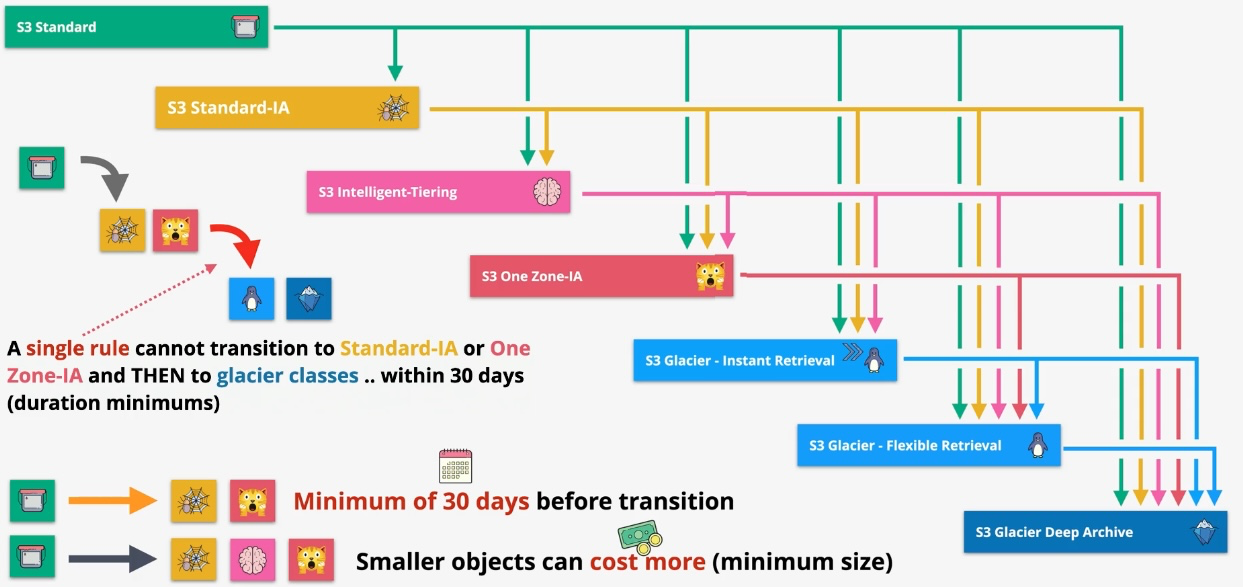 S3 Standard
S3 Standard-IA
S3 Intelligent-Tiering
S3 One Zone-IA
S3 Glacier - Instant Retrieval
S3 Glacier - Flexible Retrieval
S3 Glacier Deep Archive
A single rule cannot transition to Standard-IA or One
Zone-IA and THEN to glacier classes .. within 30 days
(duration minimums)
Minimum of 30 days before transition
Smaller objects can cost more (minimum size)